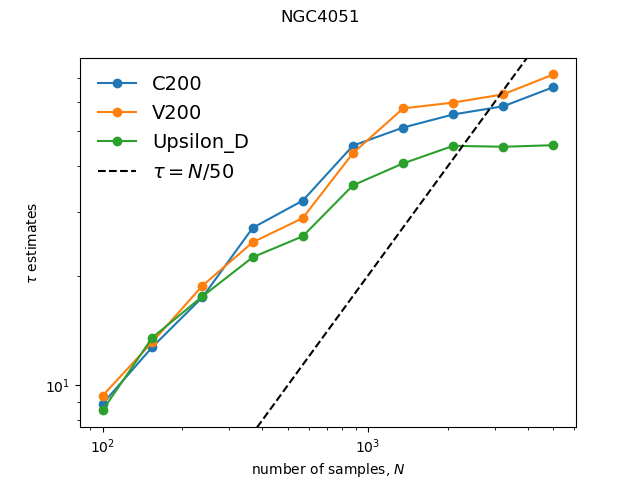 NGC4051
C200
V200
Upsilon_D
τ = N/50
τ estimates
10¹
10² 10³
number of samples, N